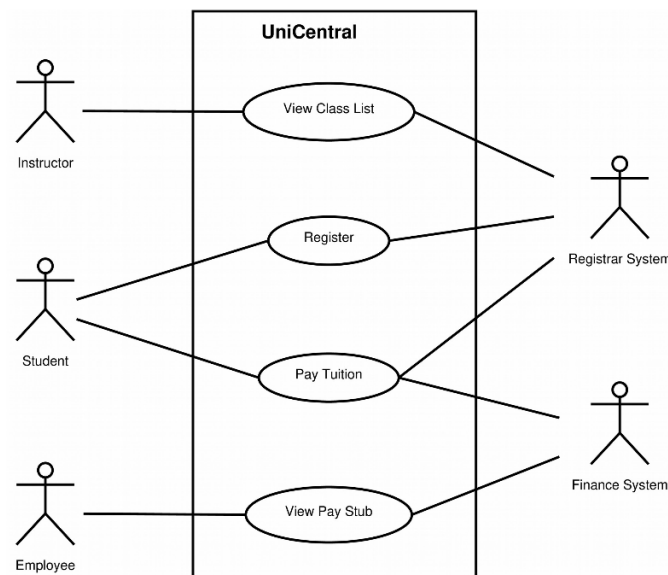 UniCentral
View Class List
Instructor
Register
Registrar System
Student
Pay Tuition
Finance System
View Pay Stub
Employee